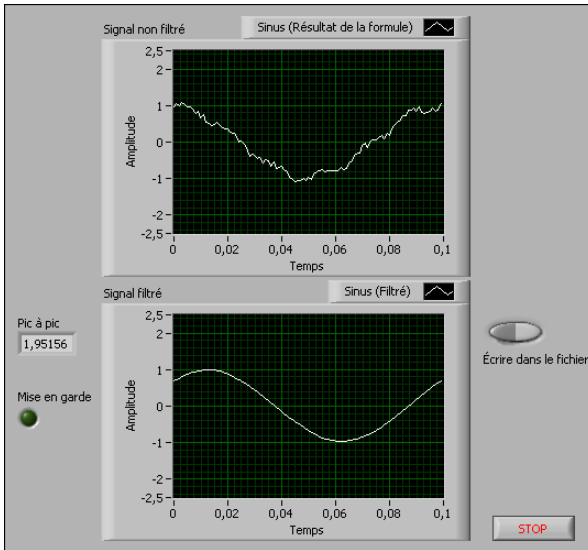 Signal non filtré
Sinus (Résultat de la formule)
2,5
2
1
0
-1
-2
-2,5
Amplitude
0 0,02 0,04 0,06 0,08 0,1
Temps
Signal filtré
Sinus (Filtré)
2,5
2
1
0
-1
-2
-2,5
Amplitude
0 0,02 0,04 0,06 0,08 0,1
Temps
Pic à pic
1,95156
Mise en garde
Écrire dans le fichier
STOP